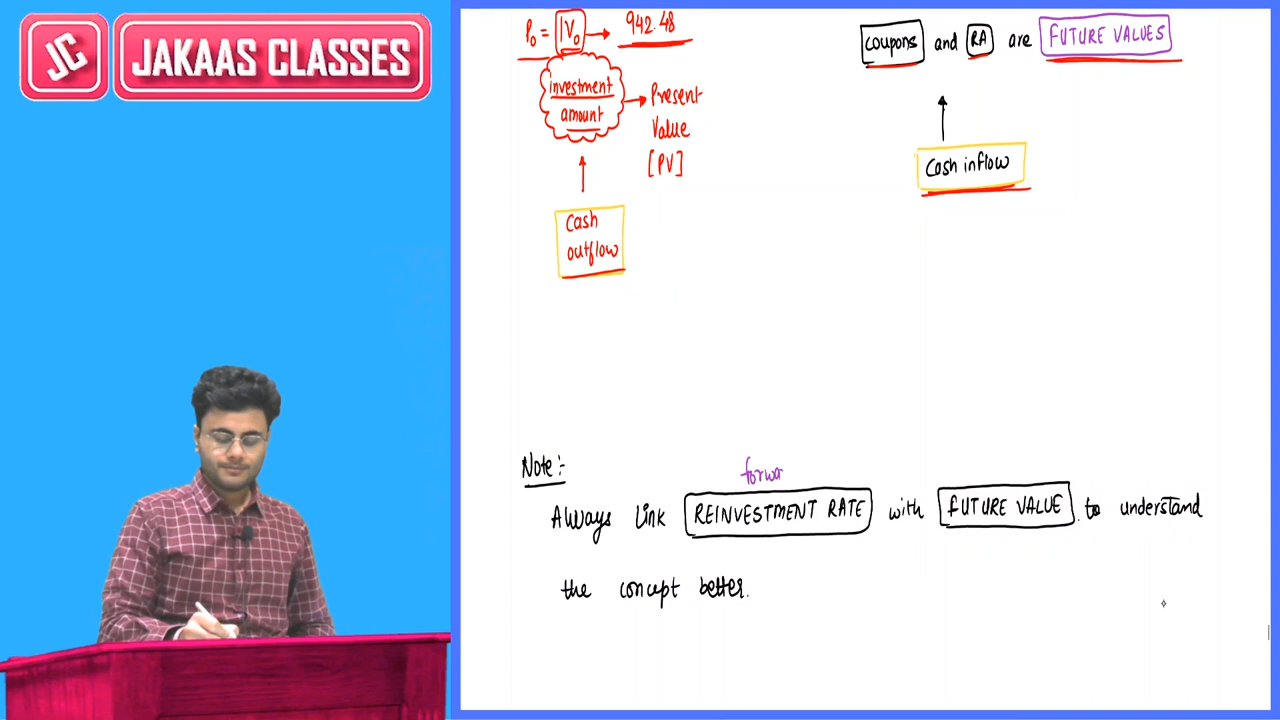 JC
JAKAAS CLASSES
P₀ = IV₀ → 942.48
investment
amount
Present
Value
[PV]
Cash
outflow
coupons and RA are FUTURE VALUES
Cash inflow
Note :-
forwa
Always link REINVESTMENT RATE with FUTURE VALUE to understand
the concept better.